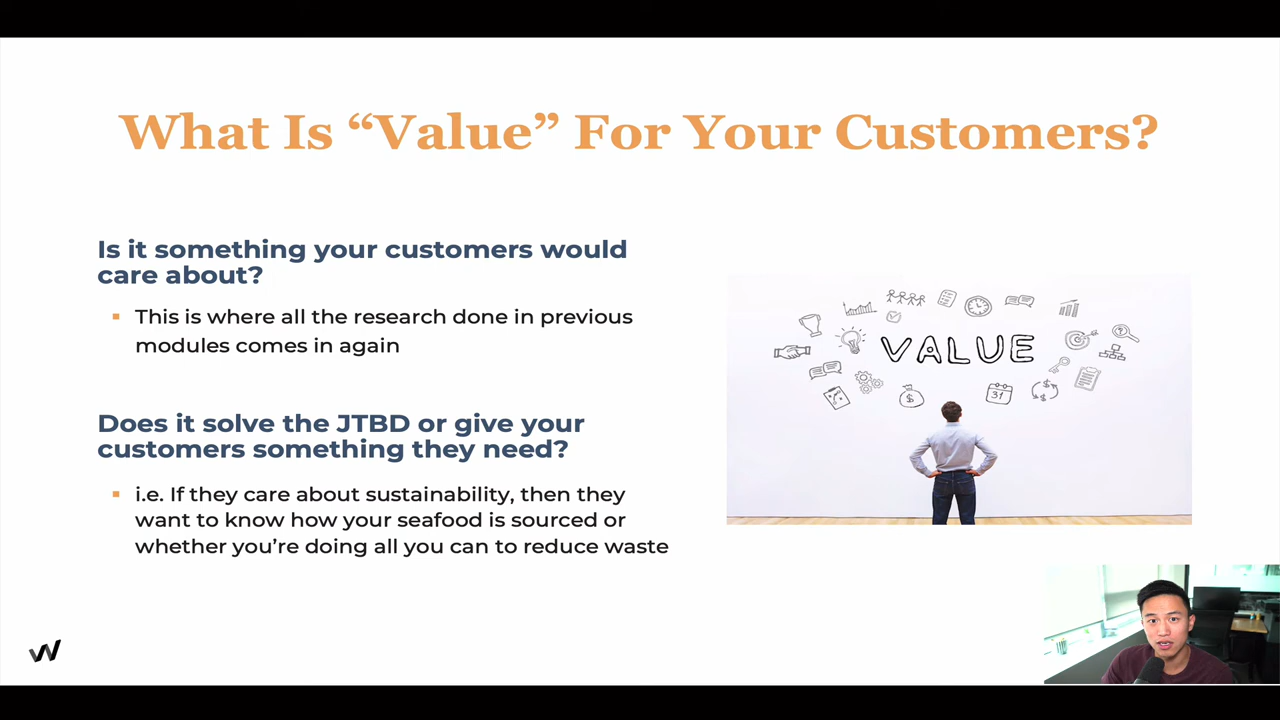 What Is “Value” For Your Customers?
Is it something your customers would
care about?
▪ This is where all the research done in previous
modules comes in again
Does it solve the JTBD or give your
customers something they need?
▪ i.e. If they care about sustainability, then they
want to know how your seafood is sourced or
whether you’re doing all you can to reduce waste
VALUE
31
W